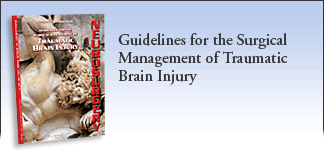 TRAUMATIC
BRAIN INJURY
NEUROSURGERY
Guidelines for the Surgical
Management of Traumatic
Brain Injury